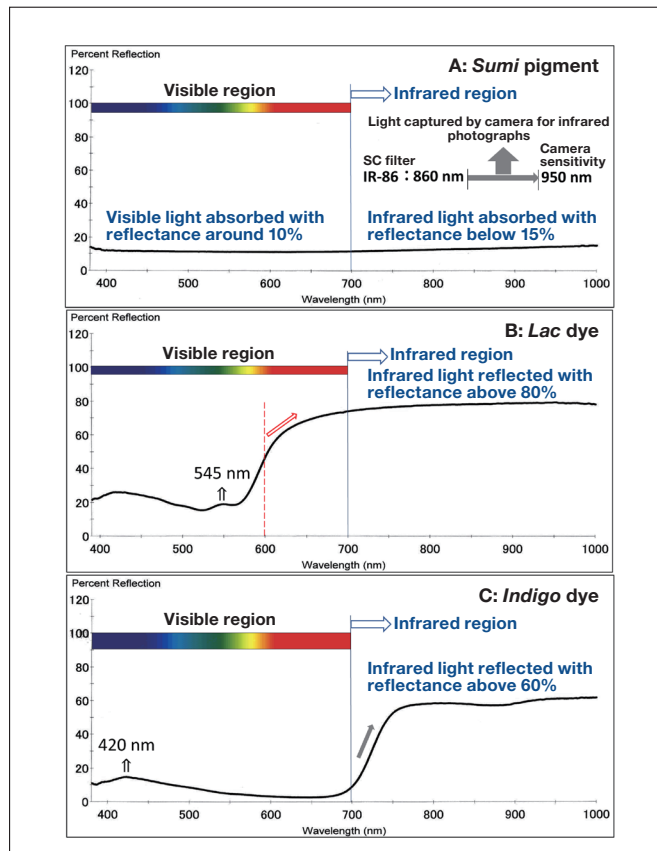 Percent Reflection
A: Sumi pigment
120
Visible region
Infrared region
100
Light captured by camera for infrared
photographs
80
SC filter
Camera
sensitivity
IR-86：860 nm
950 nm
60
40
Visible light absorbed with
reflectance around 10%
Infrared light absorbed with
reflectance below 15%
20
0
400 500 600 700 800 900 1000
Wavelength (nm)
Percent Reflection
B: Lac dye
120
Visible region
Infrared region
100
Infrared light reflected with
reflectance above 80%
80
60
40
545 nm
20
0
400 500 600 700 800 900 1000
Wavelength (nm)
Percent Reflection
C: Indigo dye
120
Visible region
Infrared region
100
80
Infrared light reflected with
reflectance above 60%
60
40
420 nm
20
0
400 500 600 700 800 900 1000
Wavelength (nm)